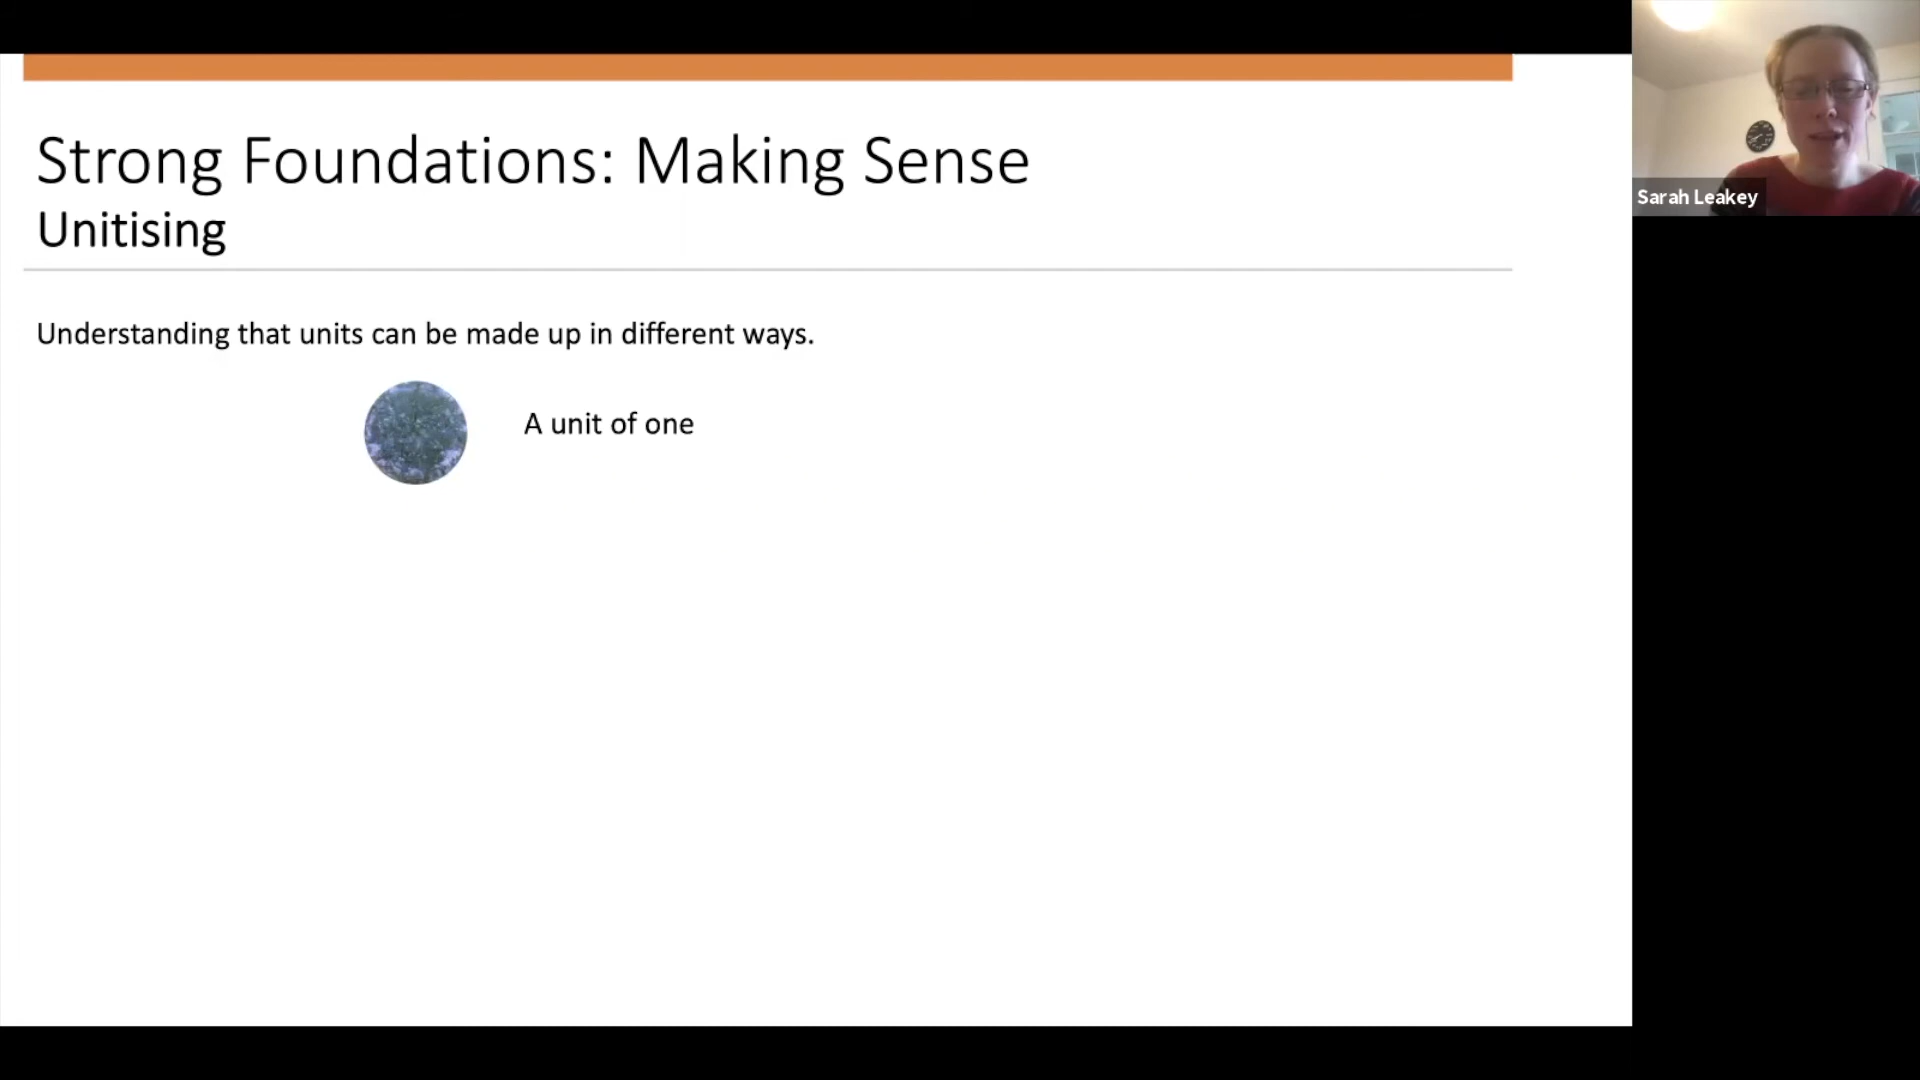 Strong Foundations: Making Sense
Unitising
Understanding that units can be made up in different ways.
A unit of one
Sarah Leakey